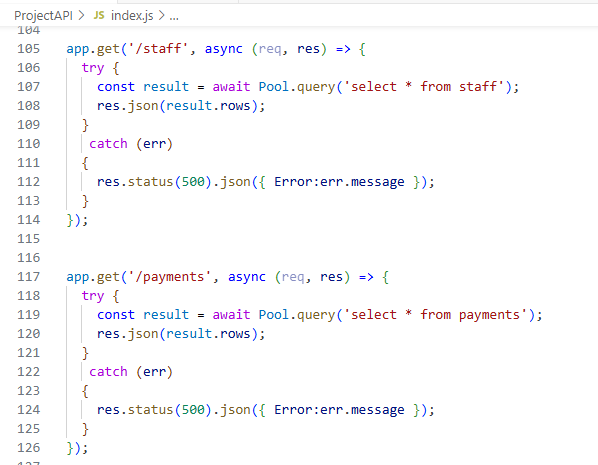 ProjectAPI > JS index.js > ...
104
105 app.get('/staff', async (req, res) => {
106 try {
107 const result = await Pool.query('select * from staff');
108 res.json(result.rows);
109 }
110 catch (err)
111 {
112 res.status(500).json({ Error:err.message });
113 }
114 });
115
116
117 app.get('/payments', async (req, res) => {
118 try {
119 const result = await Pool.query('select * from payments');
120 res.json(result.rows);
121 }
122 catch (err)
123 {
124 res.status(500).json({ Error:err.message });
125 }
126 });
127